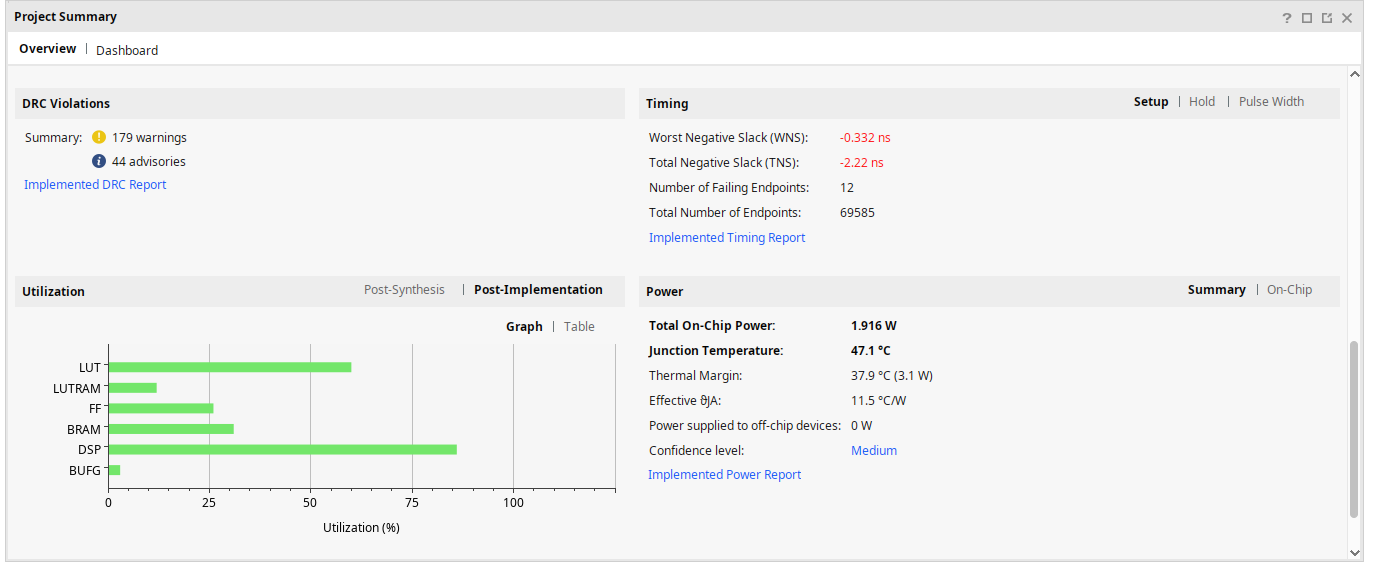 Project Summary
Overview | Dashboard
DRC Violations
Summary: 179 warnings
44 advisories
Implemented DRC Report
Timing Setup | Hold | Pulse Width
Worst Negative Slack (WNS): -0.332 ns
Total Negative Slack (TNS): -2.22 ns
Number of Failing Endpoints: 12
Total Number of Endpoints: 69585
Implemented Timing Report
Utilization Post-Synthesis | Post-Implementation
Graph | Table
LUT
LUTRAM
FF
BRAM
DSP
BUFG
0 25 50 75 100
Utilization (%)
Power Summary | On-Chip
Total On-Chip Power: 1.916 W
Junction Temperature: 47.1 °C
Thermal Margin: 37.9 °C (3.1 W)
Effective ϑJA: 11.5 °C/W
Power supplied to off-chip devices: 0 W
Confidence level: Medium
Implemented Power Report